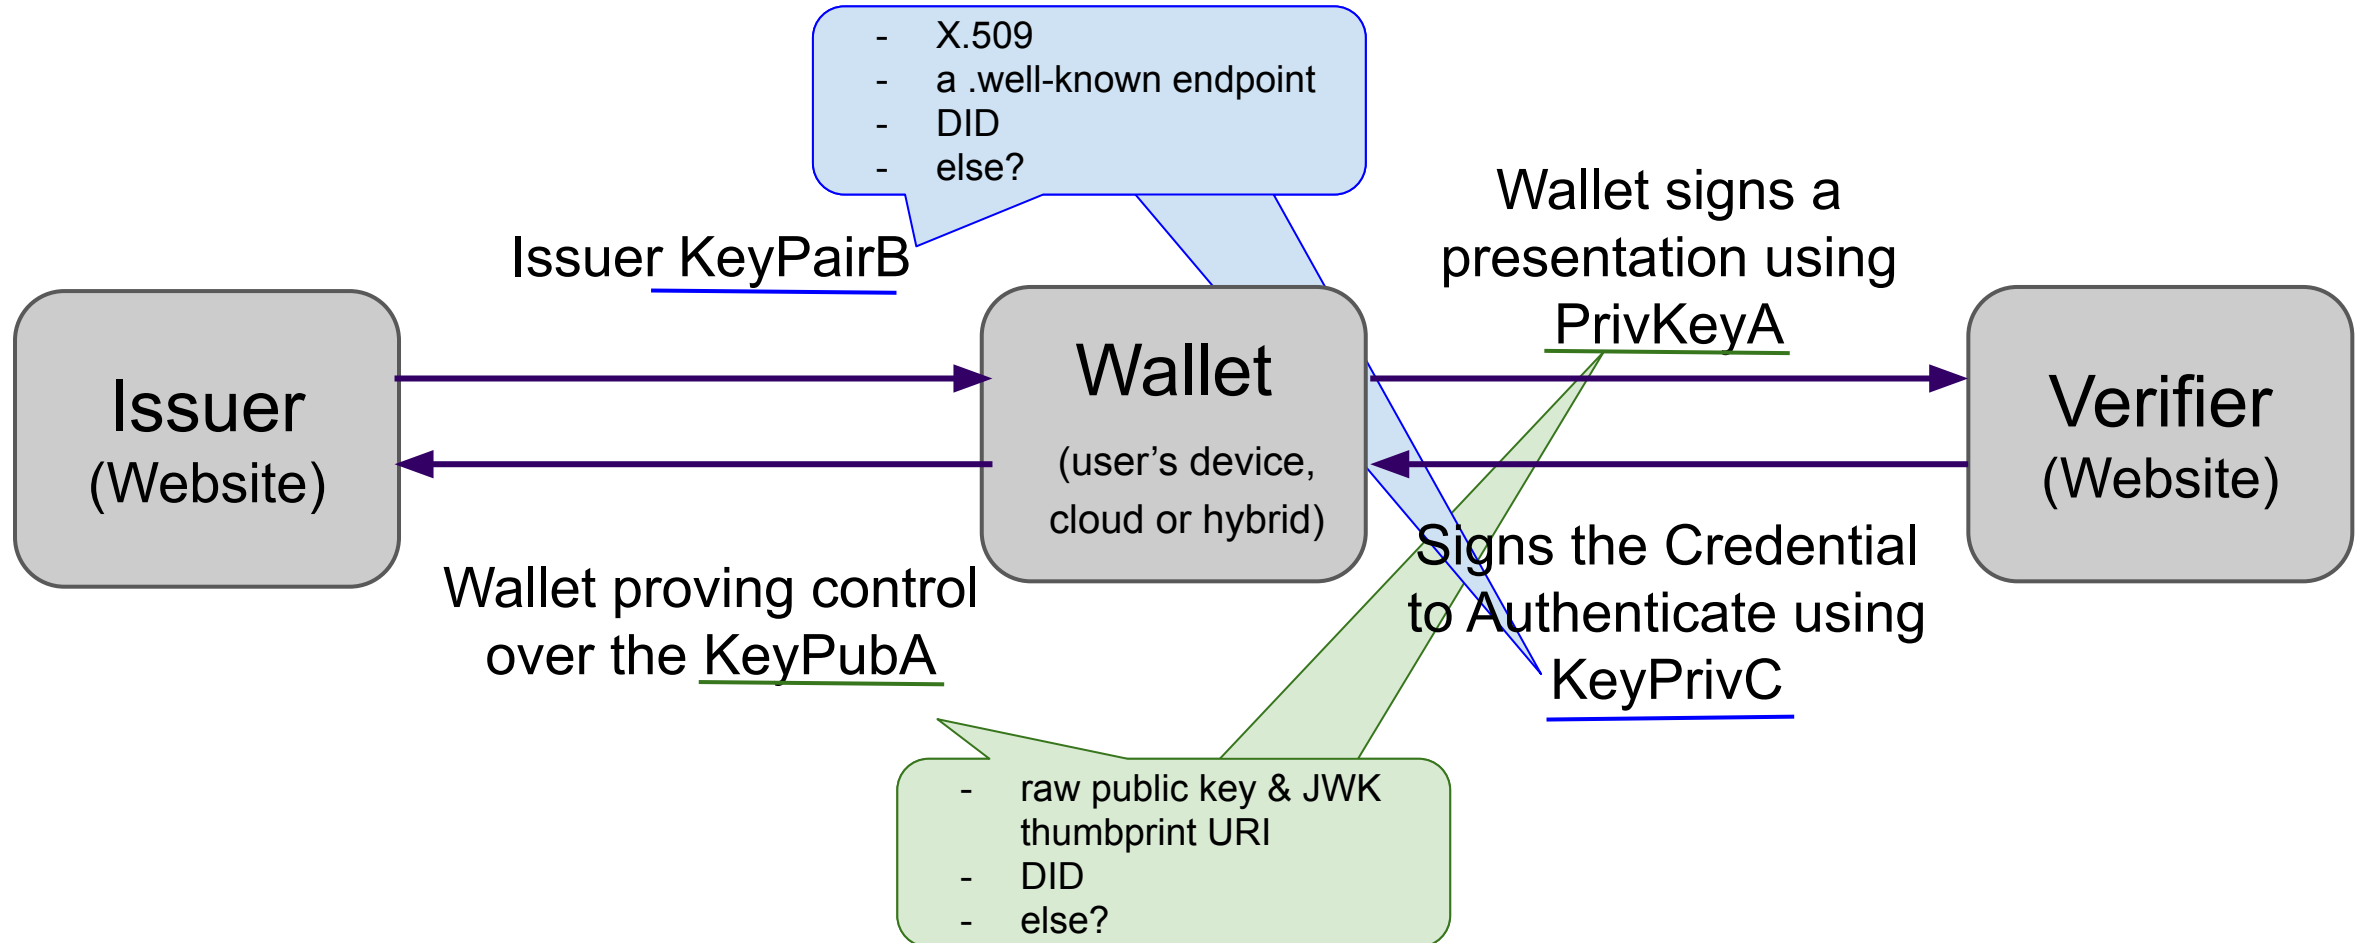 - X.509
- a .well-known endpoint
- DID
- else?
Issuer KeyPairB
Wallet signs a
presentation using
PrivKeyA
Issuer
(Website)
Wallet
(user’s device,
cloud or hybrid)
Verifier
(Website)
Wallet proving control
over the KeyPubA
Signs the Credential
to Authenticate using
KeyPrivC
- raw public key & JWK
thumbprint URI
- DID
- else?